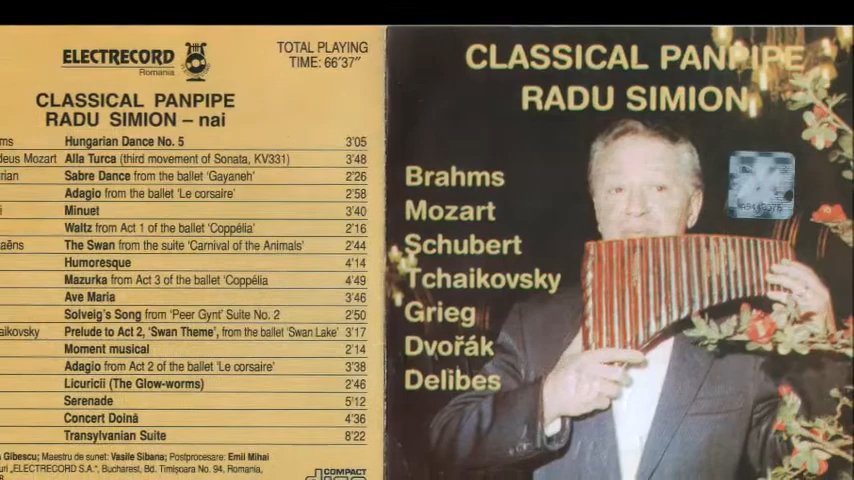 ELECTRECORD
Romania
TOTAL PLAYING
TIME: 66'37"
CLASSICAL PANPIPE
RADU SIMION – nai
Hungarian Dance No. 5 3'05
Mozart Alla Turca (third movement of Sonata, KV331) 3'48
Sabre Dance from the ballet 'Gayaneh' 2'26
Adagio from the ballet 'Le corsaire' 2'58
Minuet 3'40
Waltz from Act 1 of the ballet 'Coppélia' 2'16
The Swan from the suite 'Carnival of the Animals' 2'44
Humoresque 4'14
Mazurka from Act 3 of the ballet 'Coppélia 4'49
Ave Maria 3'46
Solveig's Song from 'Peer Gynt' Suite No. 2 2'50
Prelude to Act 2, 'Swan Theme', from the ballet 'Swan Lake' 3'17
Moment musical 2'14
Adagio from Act 2 of the ballet 'Le corsaire' 3'38
Licuricii (The Glow-worms) 2'46
Serenade 5'12
Concert Doină 4'36
Transylvanian Suite 8'22
Gibescu; Maestru de sunet: Vasile Sibana; Postprocesare: Emil Mihai
"ELECTRECORD S.A.", Bucharest, Bd. Timişoara No. 94, Romania.
COMPACT
disc
CLASSICAL PANPIPE
RADU SIMION
Brahms
Mozart
Schubert
Tchaikovsky
Grieg
Dvořák
Delibes